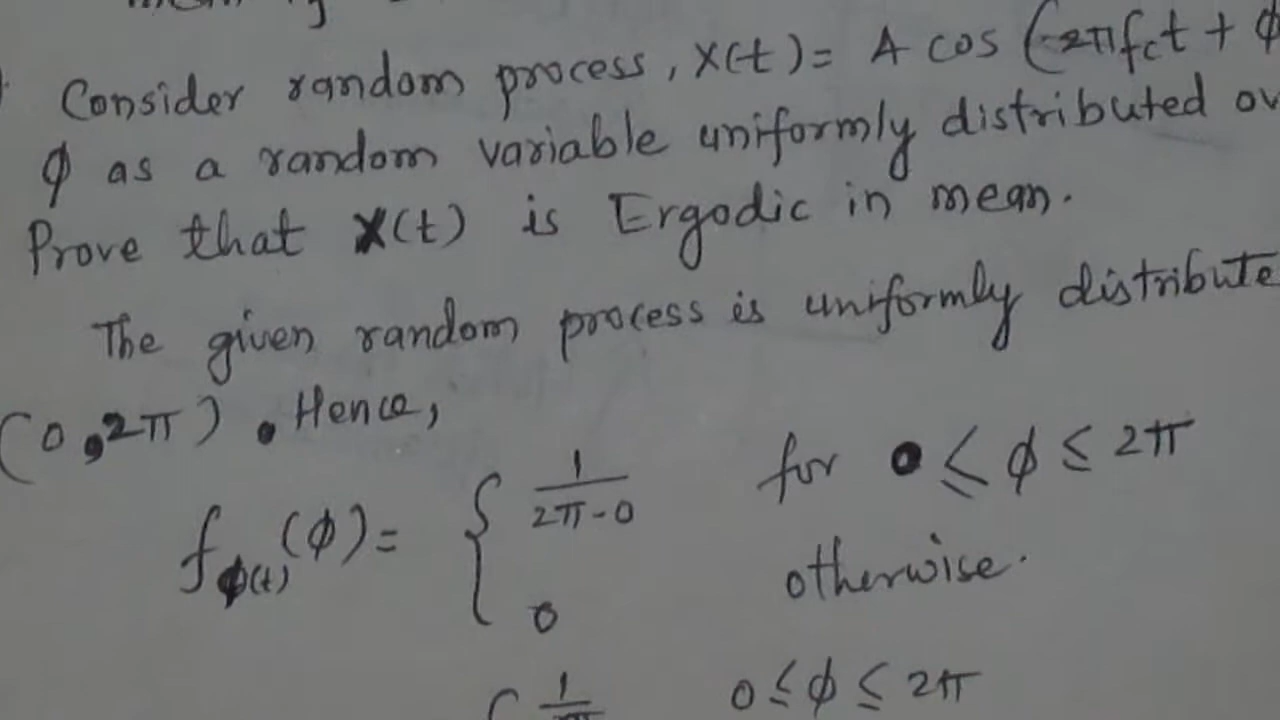 Consider random process, X(t) = A cos (2πfct + φ
φ as a random variable uniformly distributed ov
Prove that X(t) is Ergodic in mean.
The given random process is uniformly distribute
(0,2π). Hence,
fφ(t)(φ) = { 1/2π-0 for 0 ≤ φ ≤ 2π
0 otherwise.
{ 1/2π 0 ≤ φ ≤ 2π